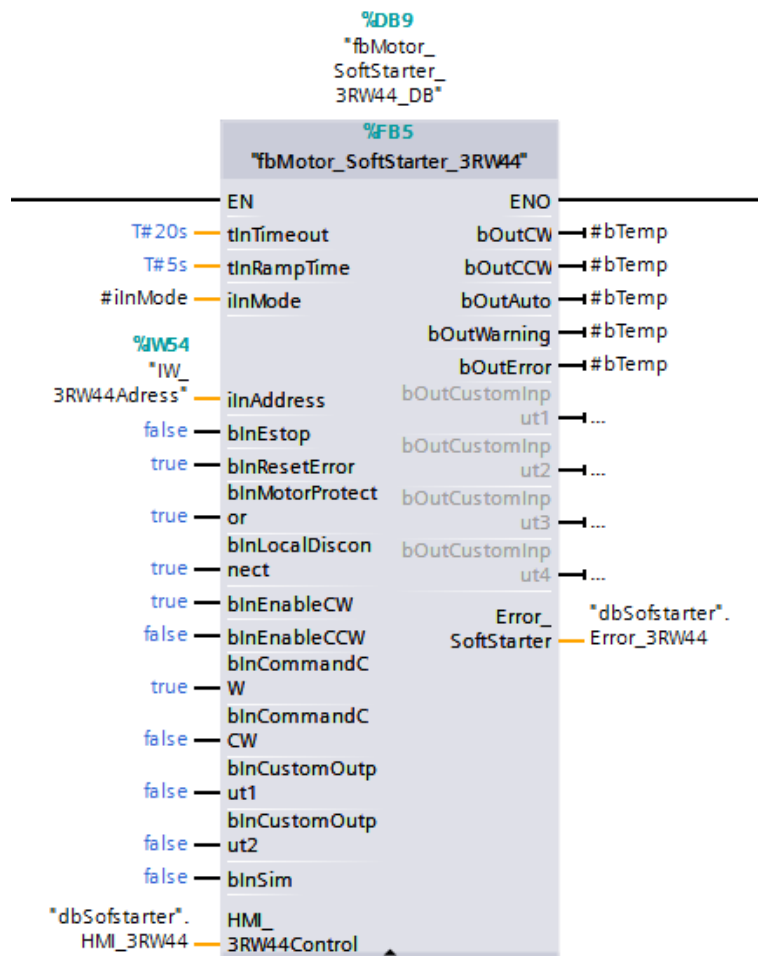 %DB9
"fbMotor_
SoftStarter_
3RW44_DB"
%FB5
"fbMotor_SoftStarter_3RW44"
EN ENO
T#20s tInTimeout bOutCW #bTemp
T#5s tInRampTime bOutCCW #bTemp
#iInMode iInMode bOutAuto #bTemp
bOutWarning #bTemp
%IW54
"IW_
3RW44Adress" iInAddress
bOutError #bTemp
bOutCustomInp
ut1 ...
false bInEstop
bOutCustomInp
ut2 ...
true bInResetError
bInMotorProtect
true or
bOutCustomInp
ut3 ...
bInLocalDiscon
true nnect
bOutCustomInp
ut4 ...
true bInEnableCW
false bInEnableCCW
Error_
SoftStarter
"dbSofstarter".
Error_3RW44
bInCommandC
true W
bInCommandC
false CW
bInCustomOutp
false ut1
bInCustomOutp
false ut2
false bInSim
"dbSofstarter".
HMI_3RW44
HMI_
3RW44Control